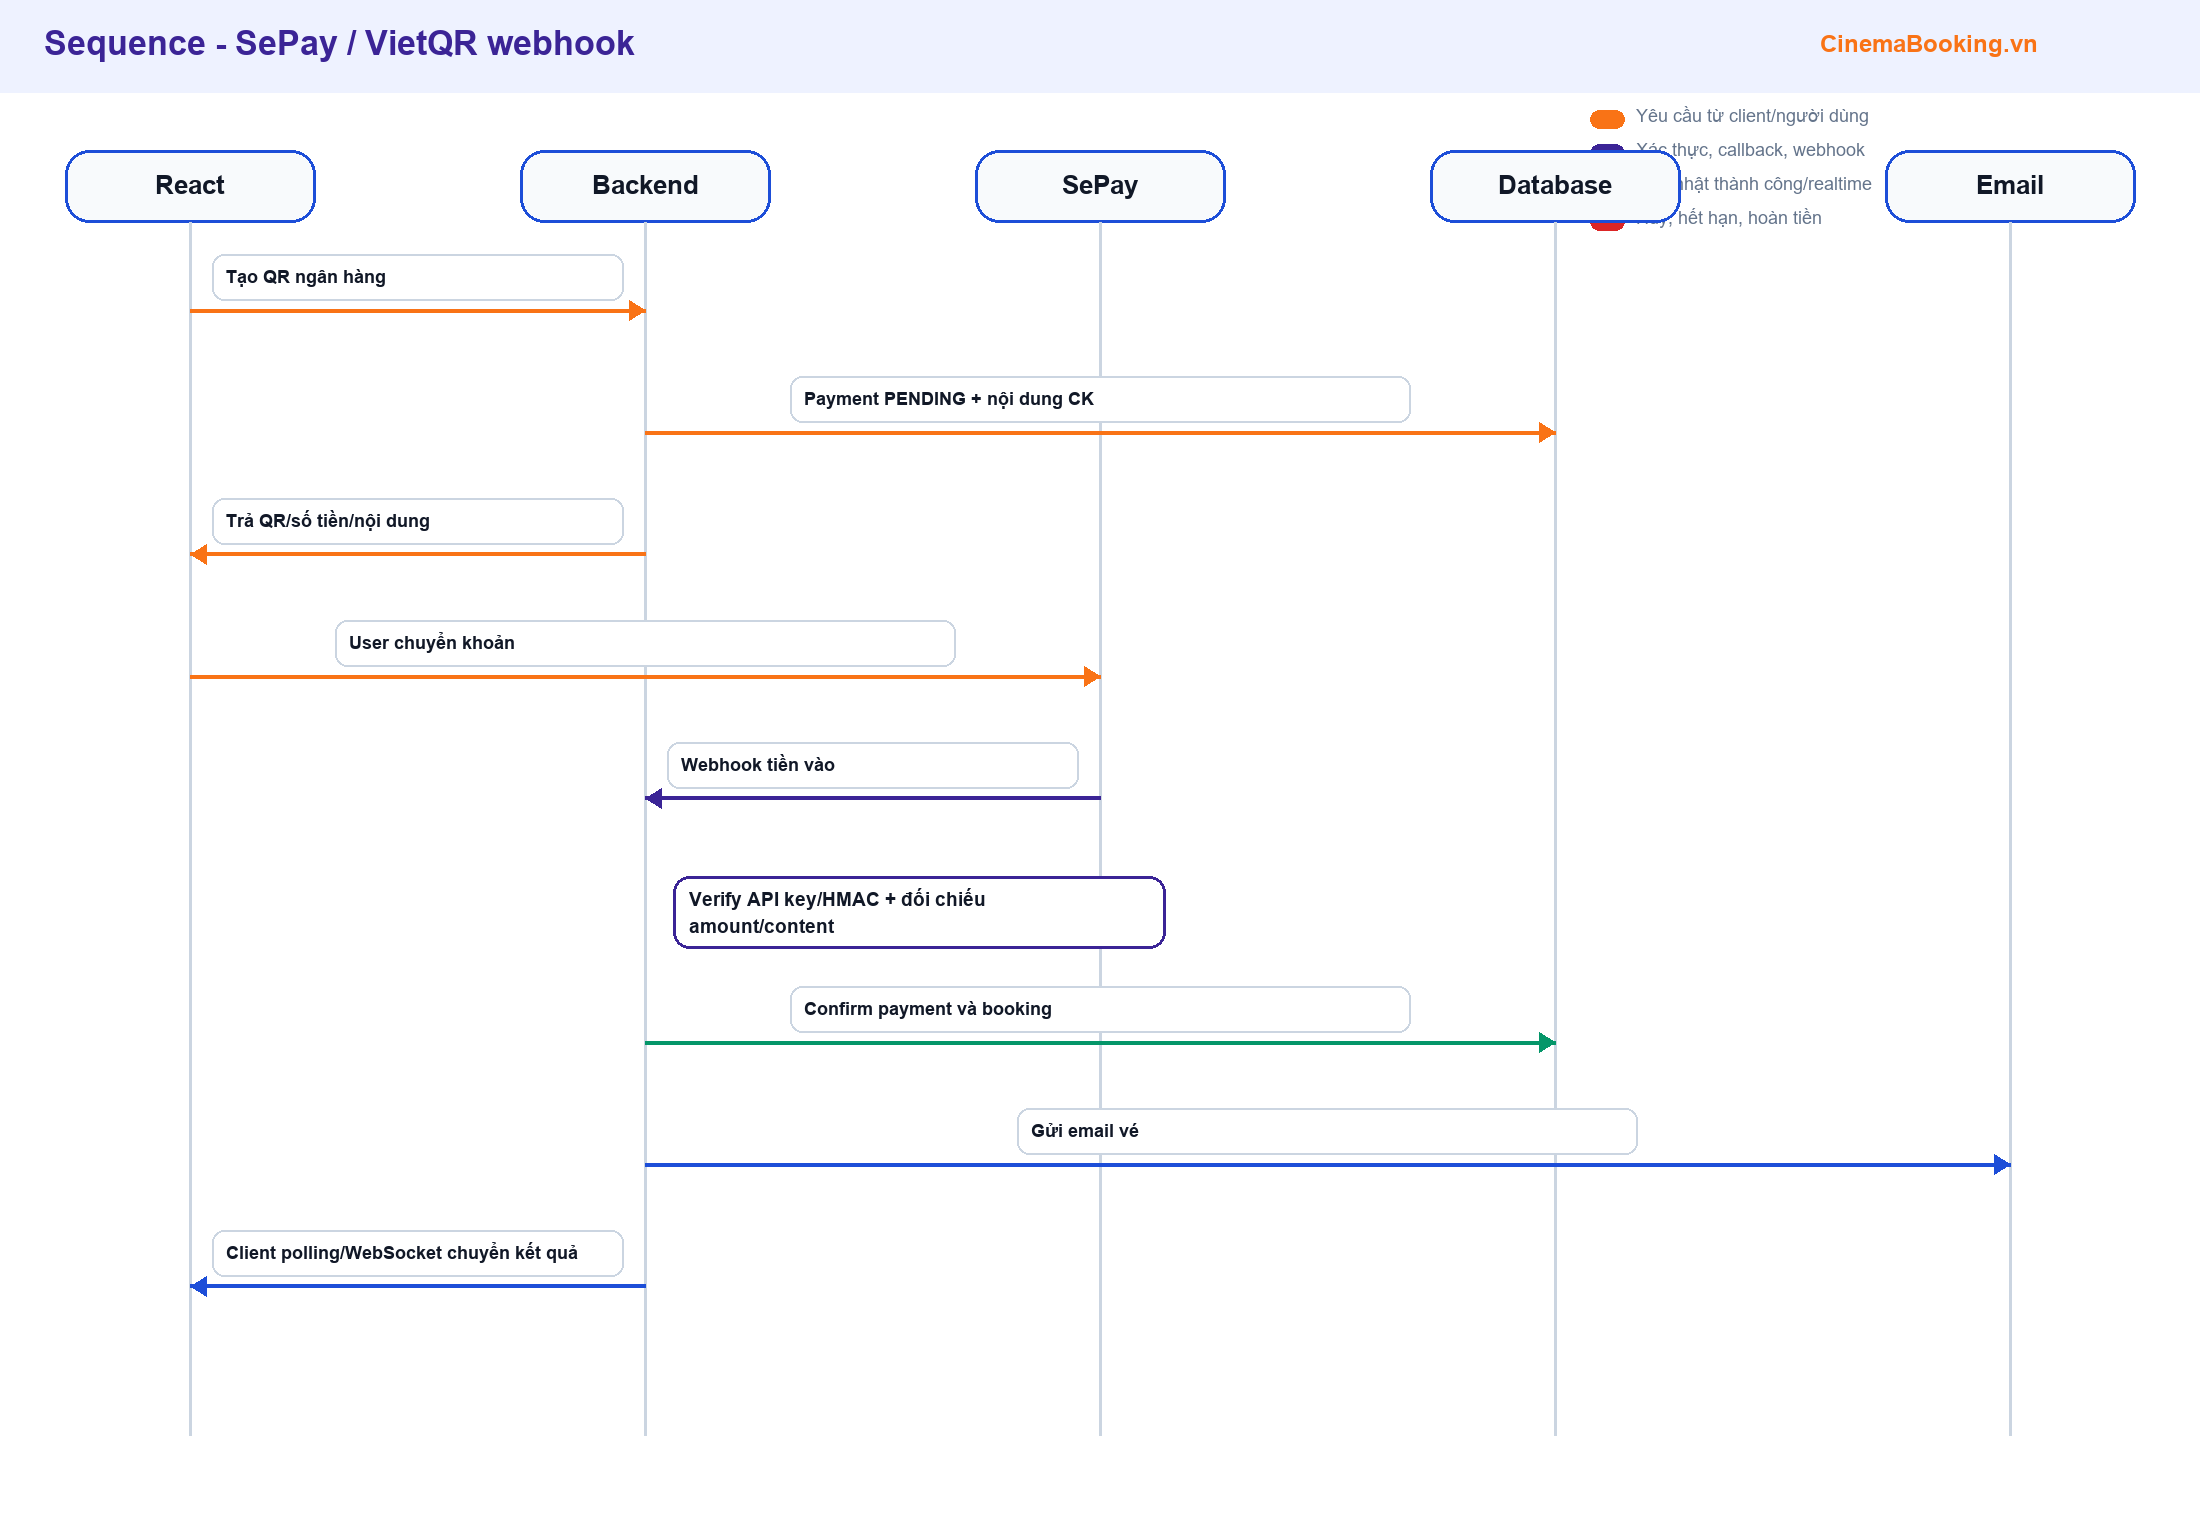 Sequence - SePay / VietQR webhook
CinemaBooking.vn
Yêu cầu từ client/người dùng
thực, callback, webhook
thành công/realtime
hết hạn, hoàn tiền
React
Backend
SePay
Database
Email
Tạo QR ngân hàng
Payment PENDING + nội dung CK
Trả QR/số tiền/nội dung
User chuyển khoản
Webhook tiền vào
Verify API key/HMAC + đối chiếu
amount/content
Confirm payment và booking
Gửi email vé
Client polling/WebSocket chuyển kết quả